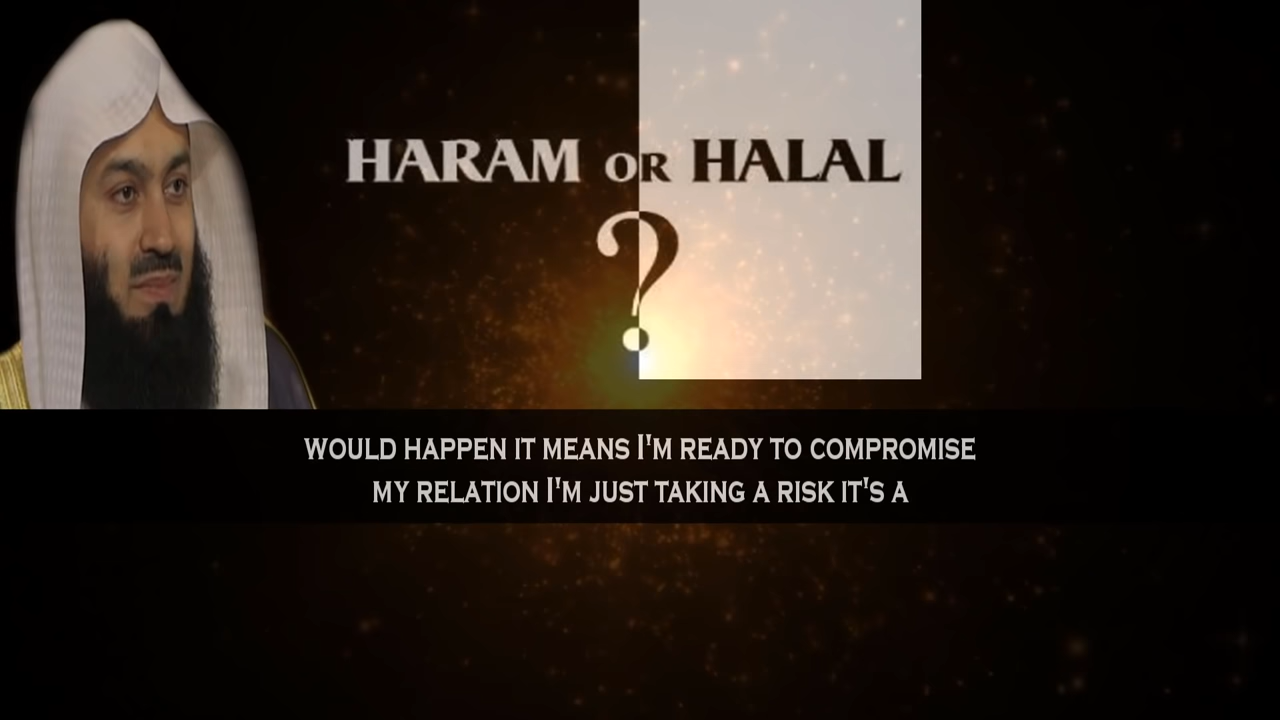 HARAM OR HALAL
?
WOULD HAPPEN IT MEANS I'M READY TO COMPROMISE
MY RELATION I'M JUST TAKING A RISK IT'S A